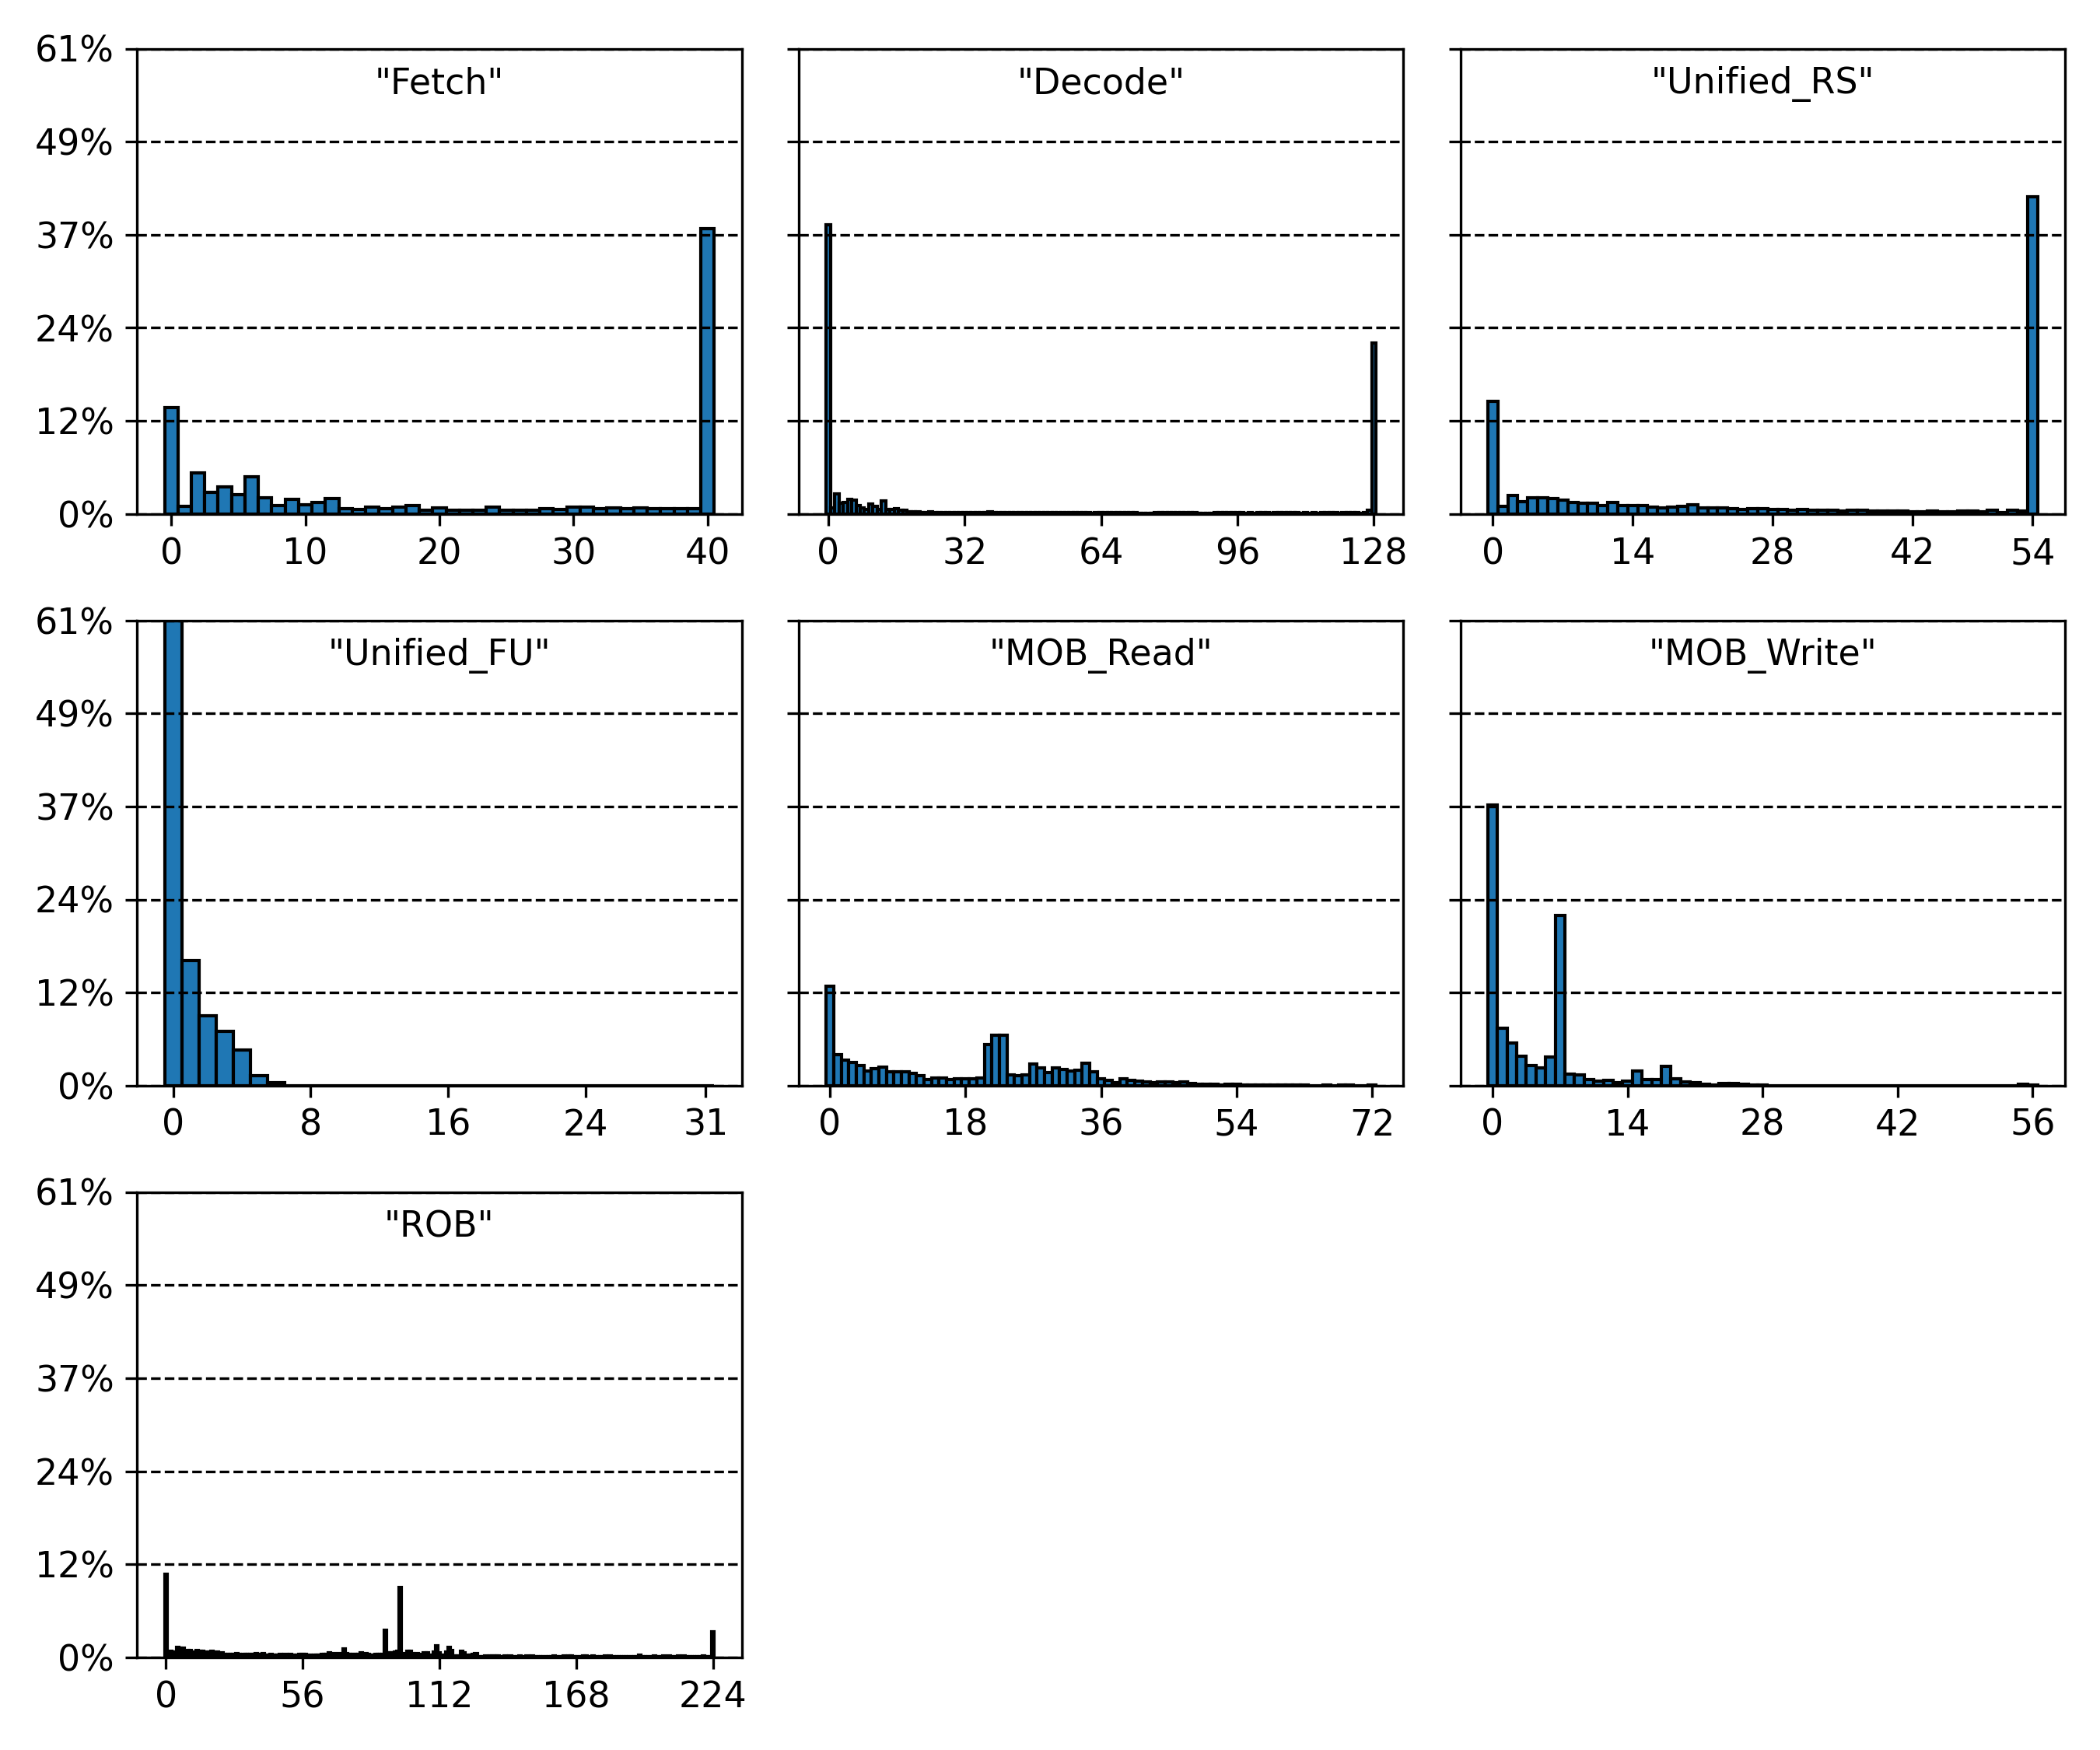 61%
"Fetch"
49%
37%
24%
12%
0%
0 10 20 30 40
"Decode"
0 32 64 96 128
"Unified_RS"
0 14 28 42 54
61%
"Unified_FU"
49%
37%
24%
12%
0%
0 8 16 24 31
"MOB_Read"
0 18 36 54 72
"MOB_Write"
0 14 28 42 56
61%
"ROB"
49%
37%
24%
12%
0%
0 56 112 168 224